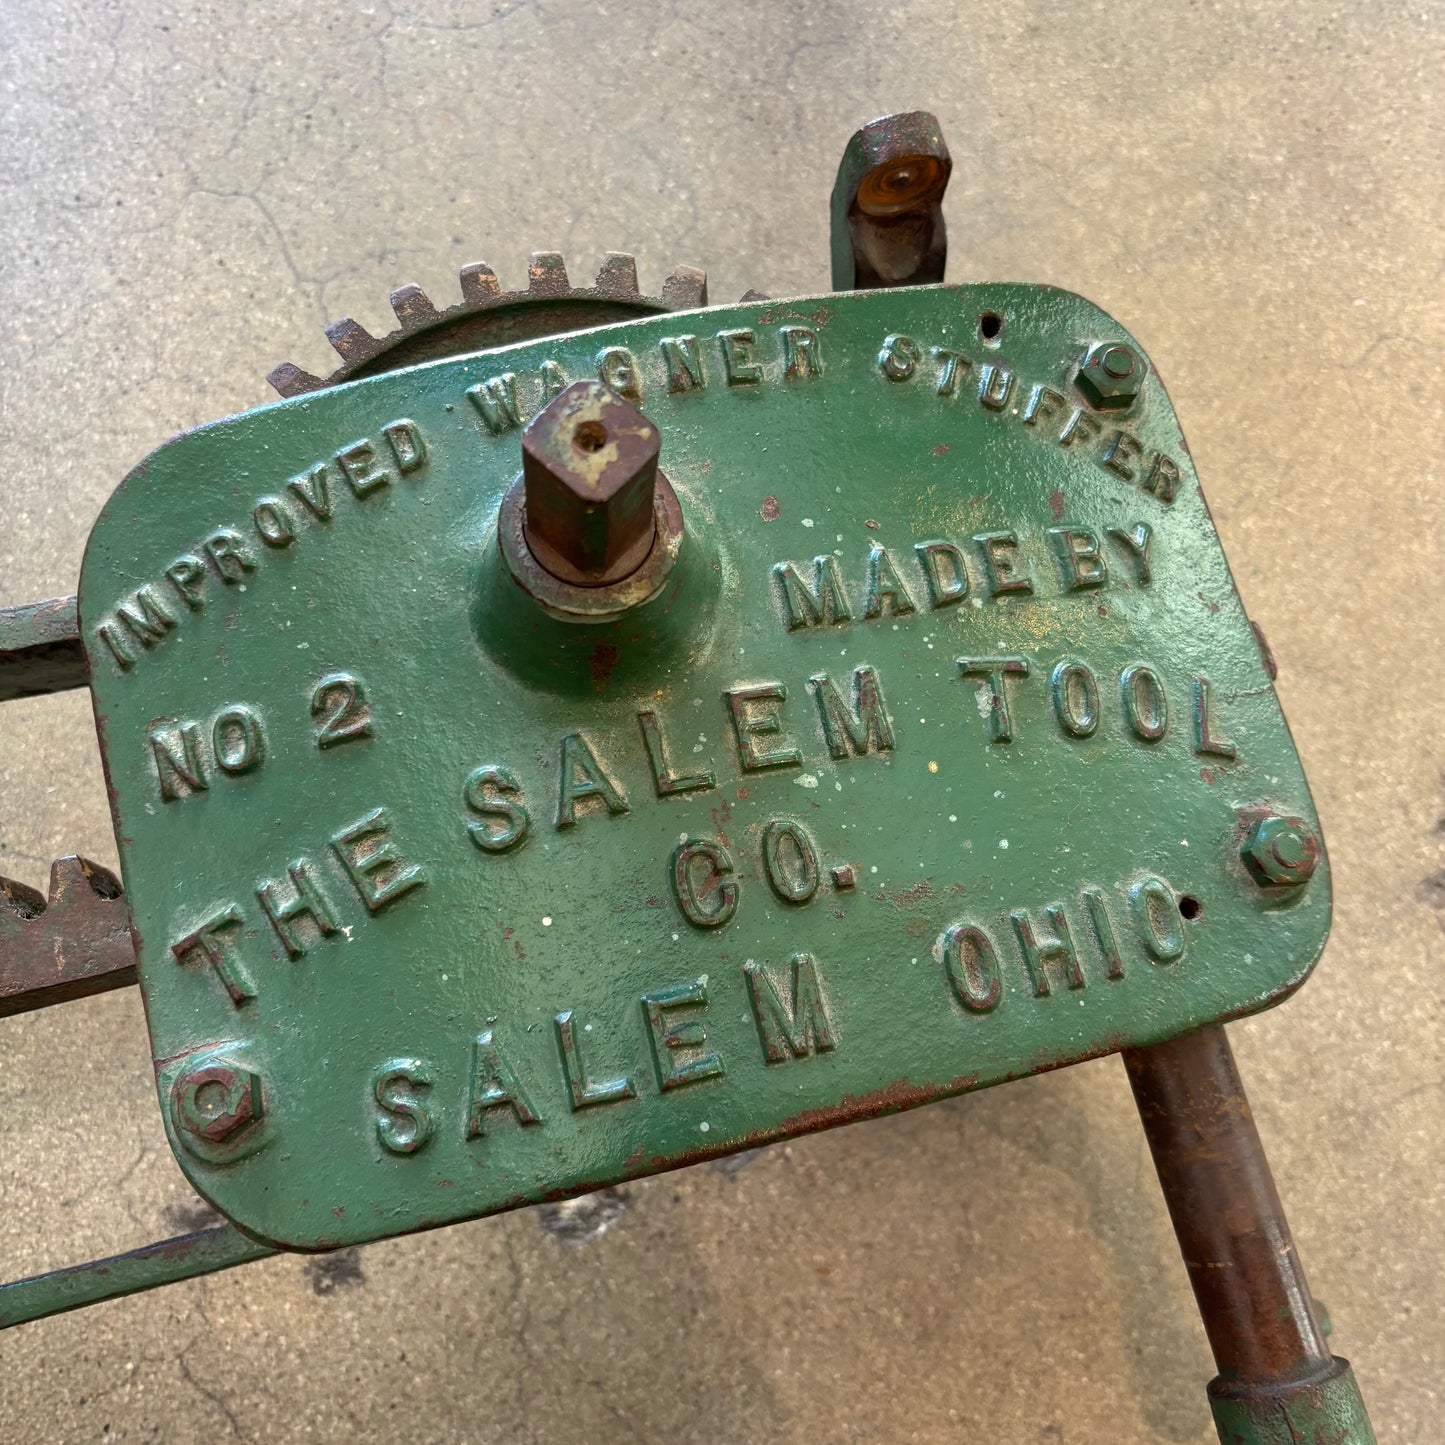 IMPROVED WAGNER STUFFER
NO 2
MADE BY
THE SALEM TOOL
CO.
SALEM OHIO